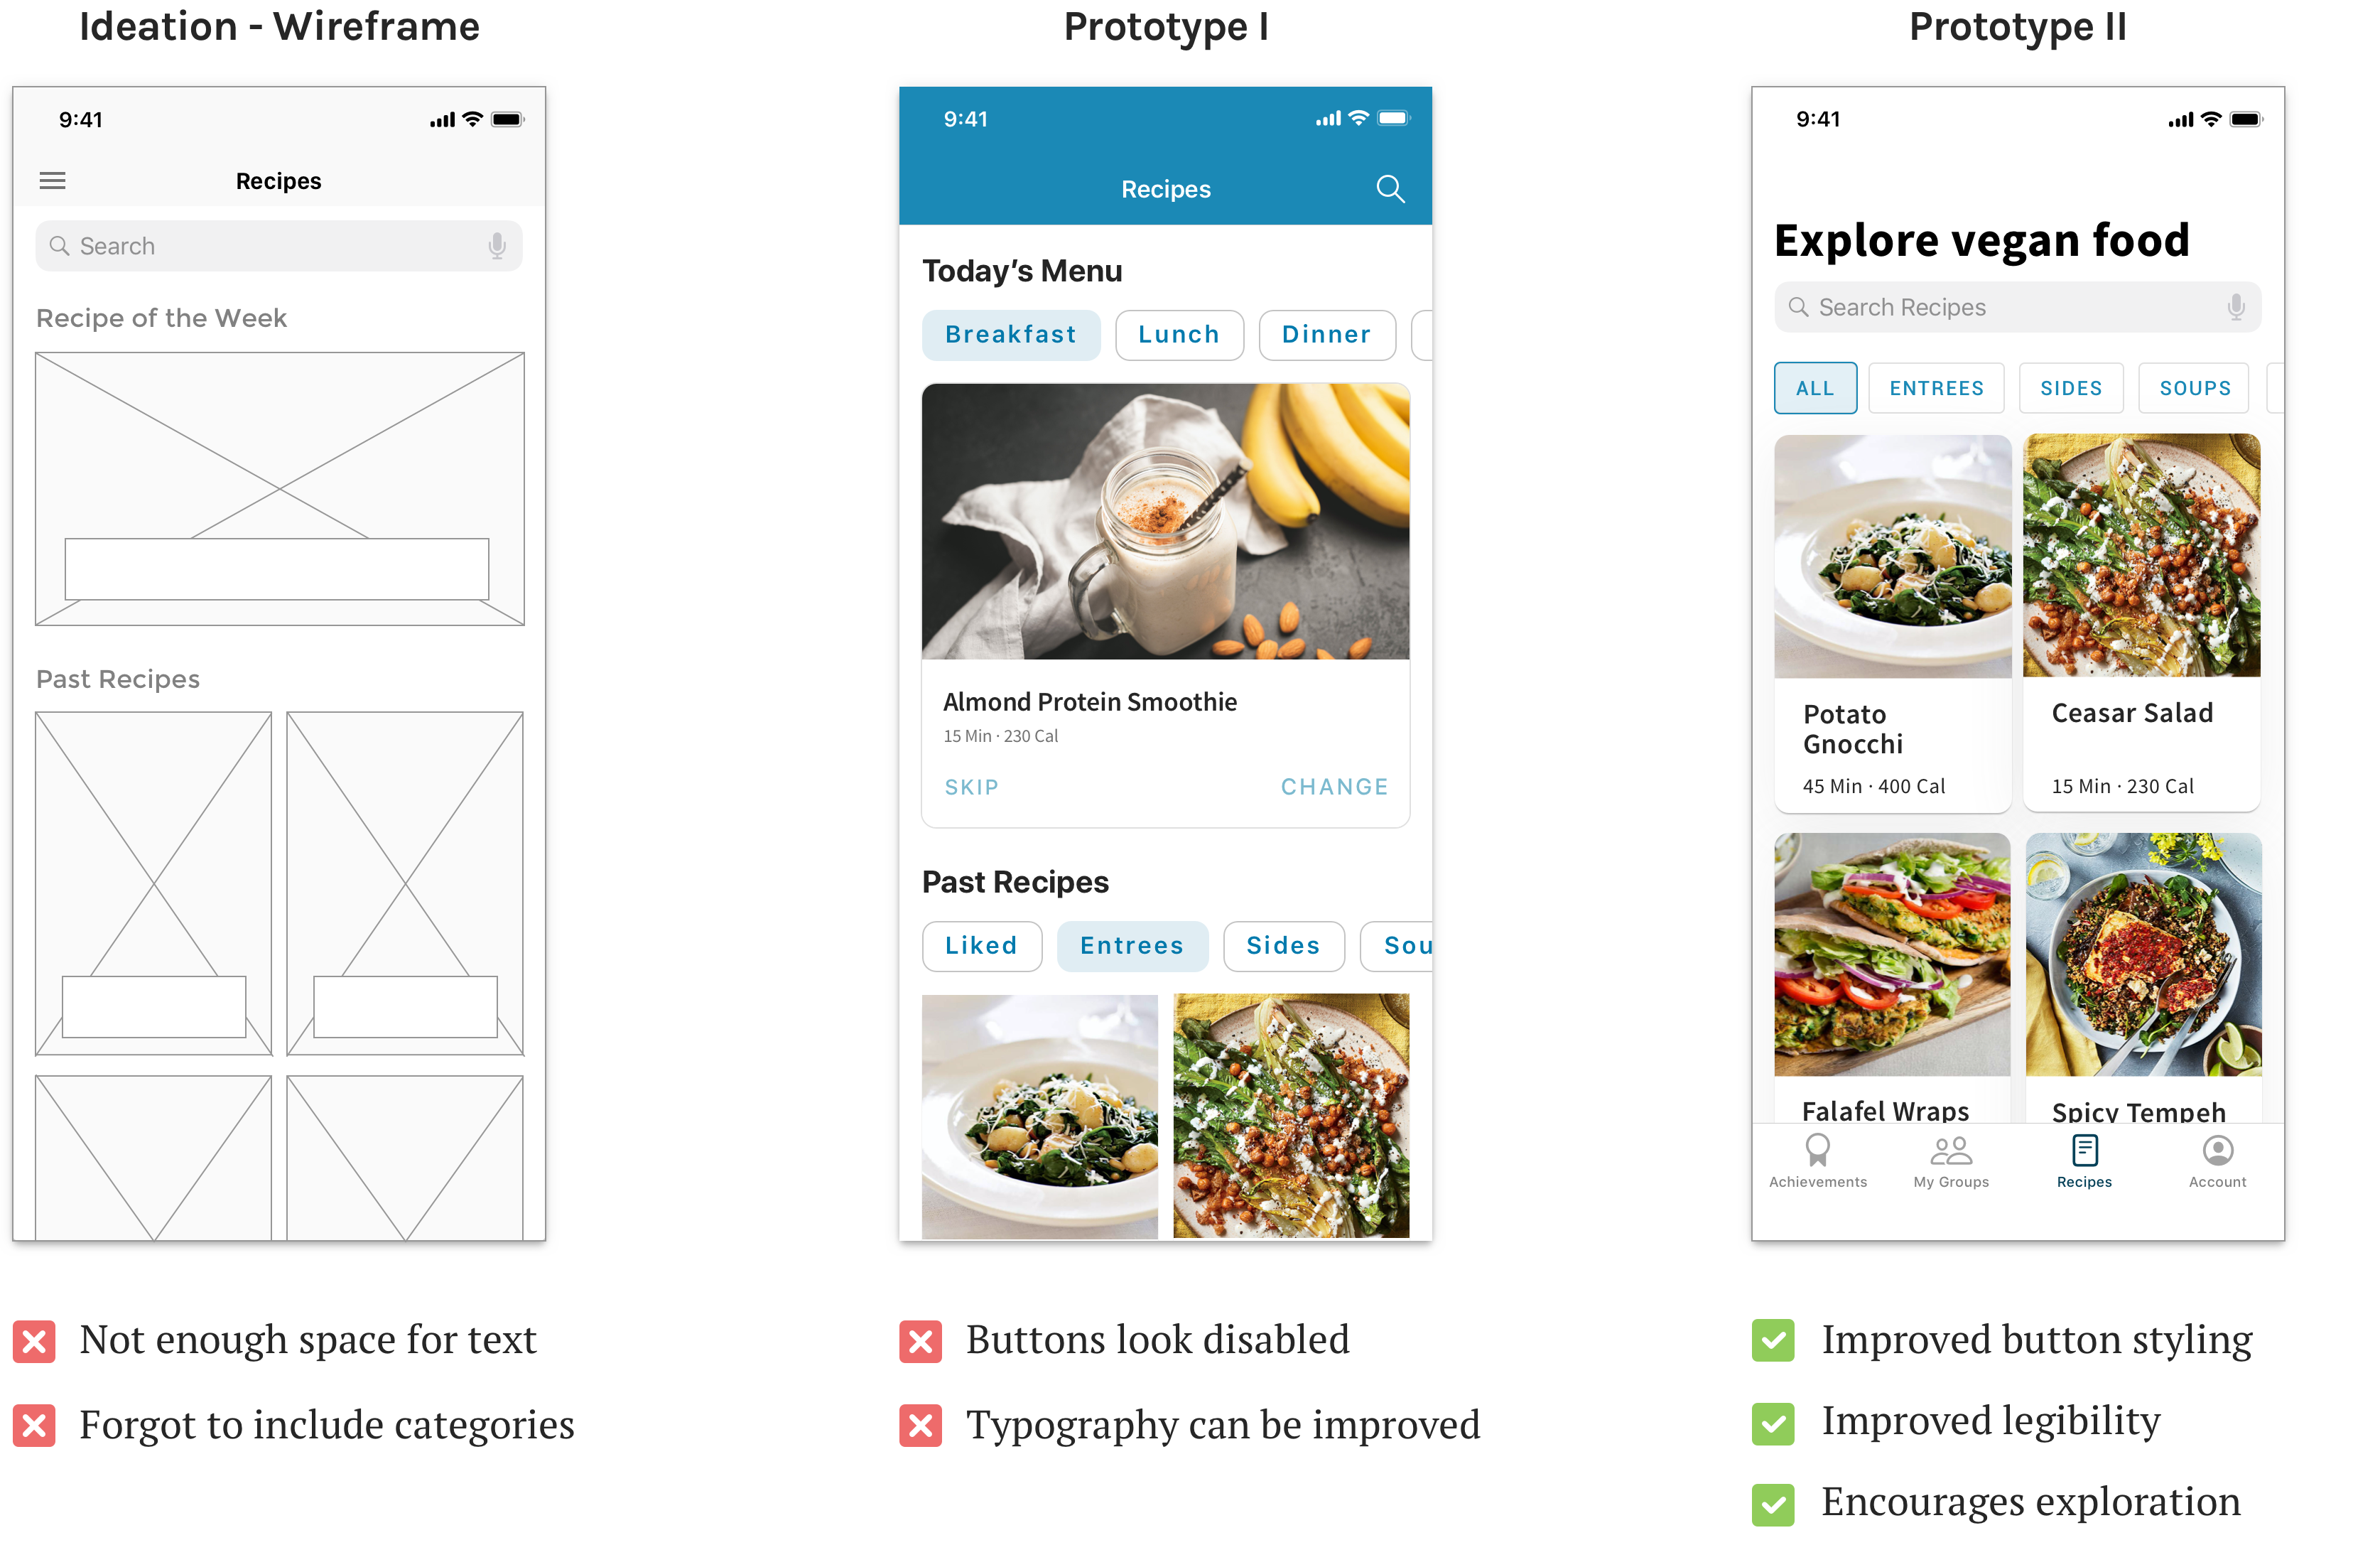 Ideation - Wireframe
9:41
Recipes
Search
Recipe of the Week
Past Recipes
Not enough space for text
Forgot to include categories
Prototype I
9:41
Recipes
Today's Menu
Breakfast Lunch Dinner
Almond Protein Smoothie
15 Min · 230 Cal
SKIP CHANGE
Past Recipes
Liked Entrees Sides Sou
Buttons look disabled
Typography can be improved
Prototype II
9:41
Explore vegan food
Search Recipes
ALL ENTREES SIDES SOUPS
Potato
Gnocchi
45 Min · 400 Cal
Ceasar Salad
15 Min · 230 Cal
Falafel Wraps
Spicy Tempeh
Achievements My Groups Recipes Account
Improved button styling
Improved legibility
Encourages exploration